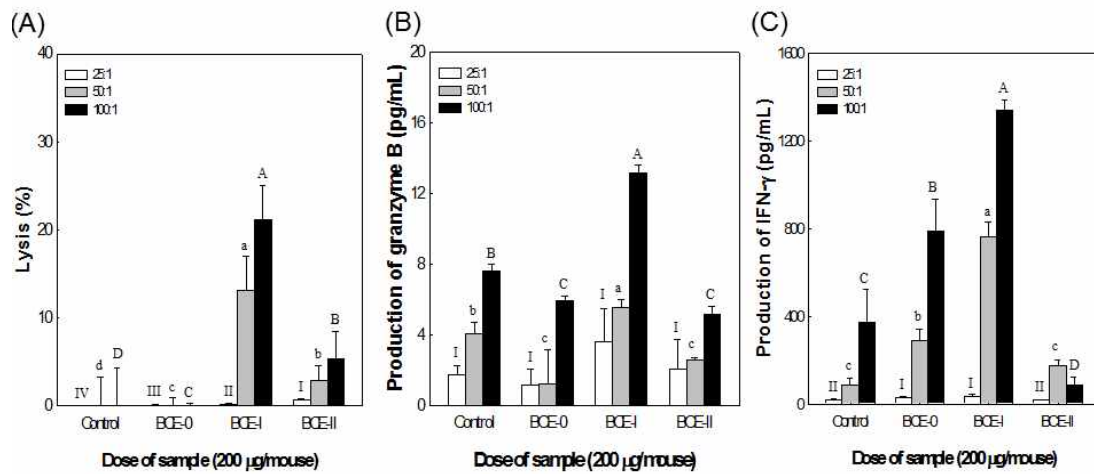 (A)
40
30
20
10
0
Lysis (%)
25:1
50:1
100:1
IV
d
D
III
c
C
II
a
A
I
b
B
Control
BCE-0
BCE-I
BCE-II
Dose of sample (200 μg/mouse)
(B)
20
16
12
8
4
0
Production of granzyme B (pg/mL)
25:1
50:1
100:1
I
b
B
I
c
C
I
a
A
I
c
C
Control
BCE-0
BCE-I
BCE-II
Dose of sample (200 μg/mouse)
(C)
1600
1200
800
400
0
Production of IFN-γ (pg/mL)
25:1
50:1
100:1
II
c
C
I
b
B
I
a
A
II
c
D
Control
BCE-0
BCE-I
BCE-II
Dose of sample (200 μg/mouse)